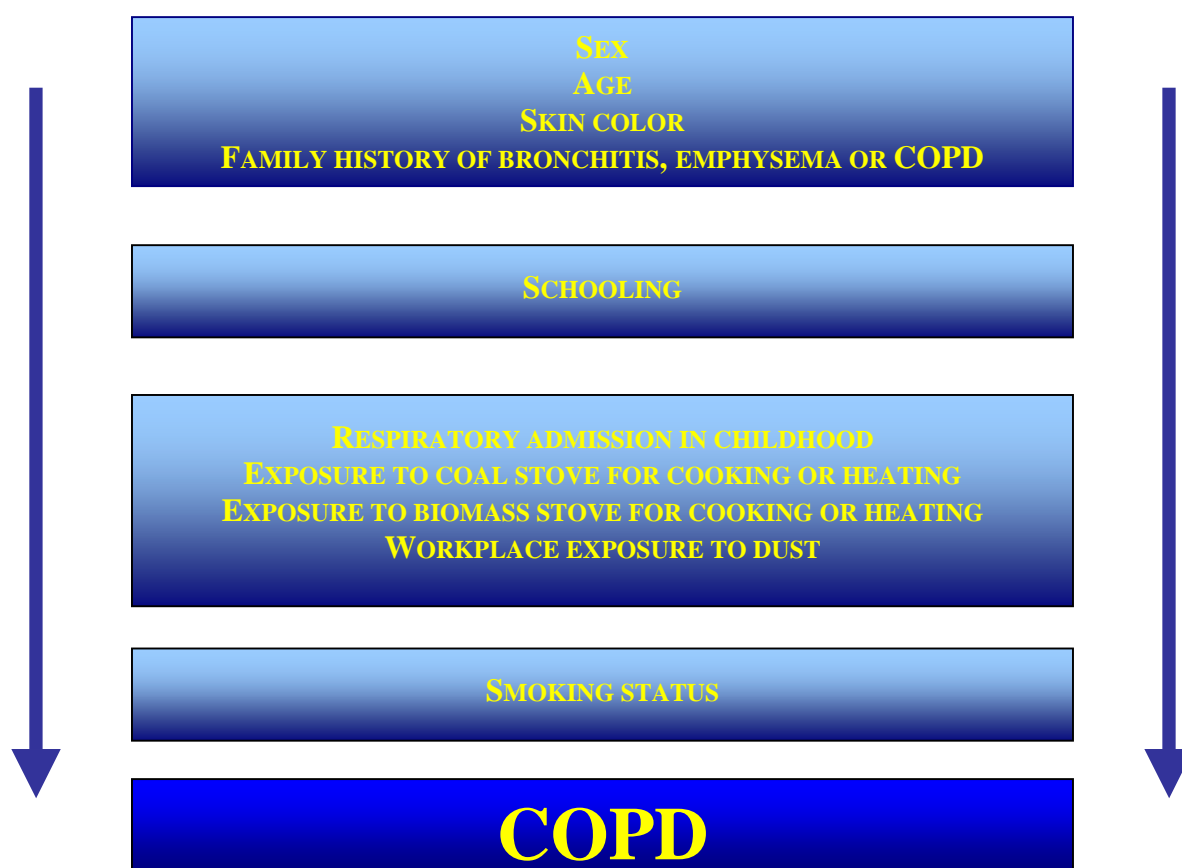 Sex
Age
Skin color
Family history of bronchitis, emphysema or COPD
Schooling
Respiratory admission in childhood
Exposure to coal stove for cooking or heating
Exposure to biomass stove for cooking or heating
Workplace exposure to dust
Smoking status
COPD